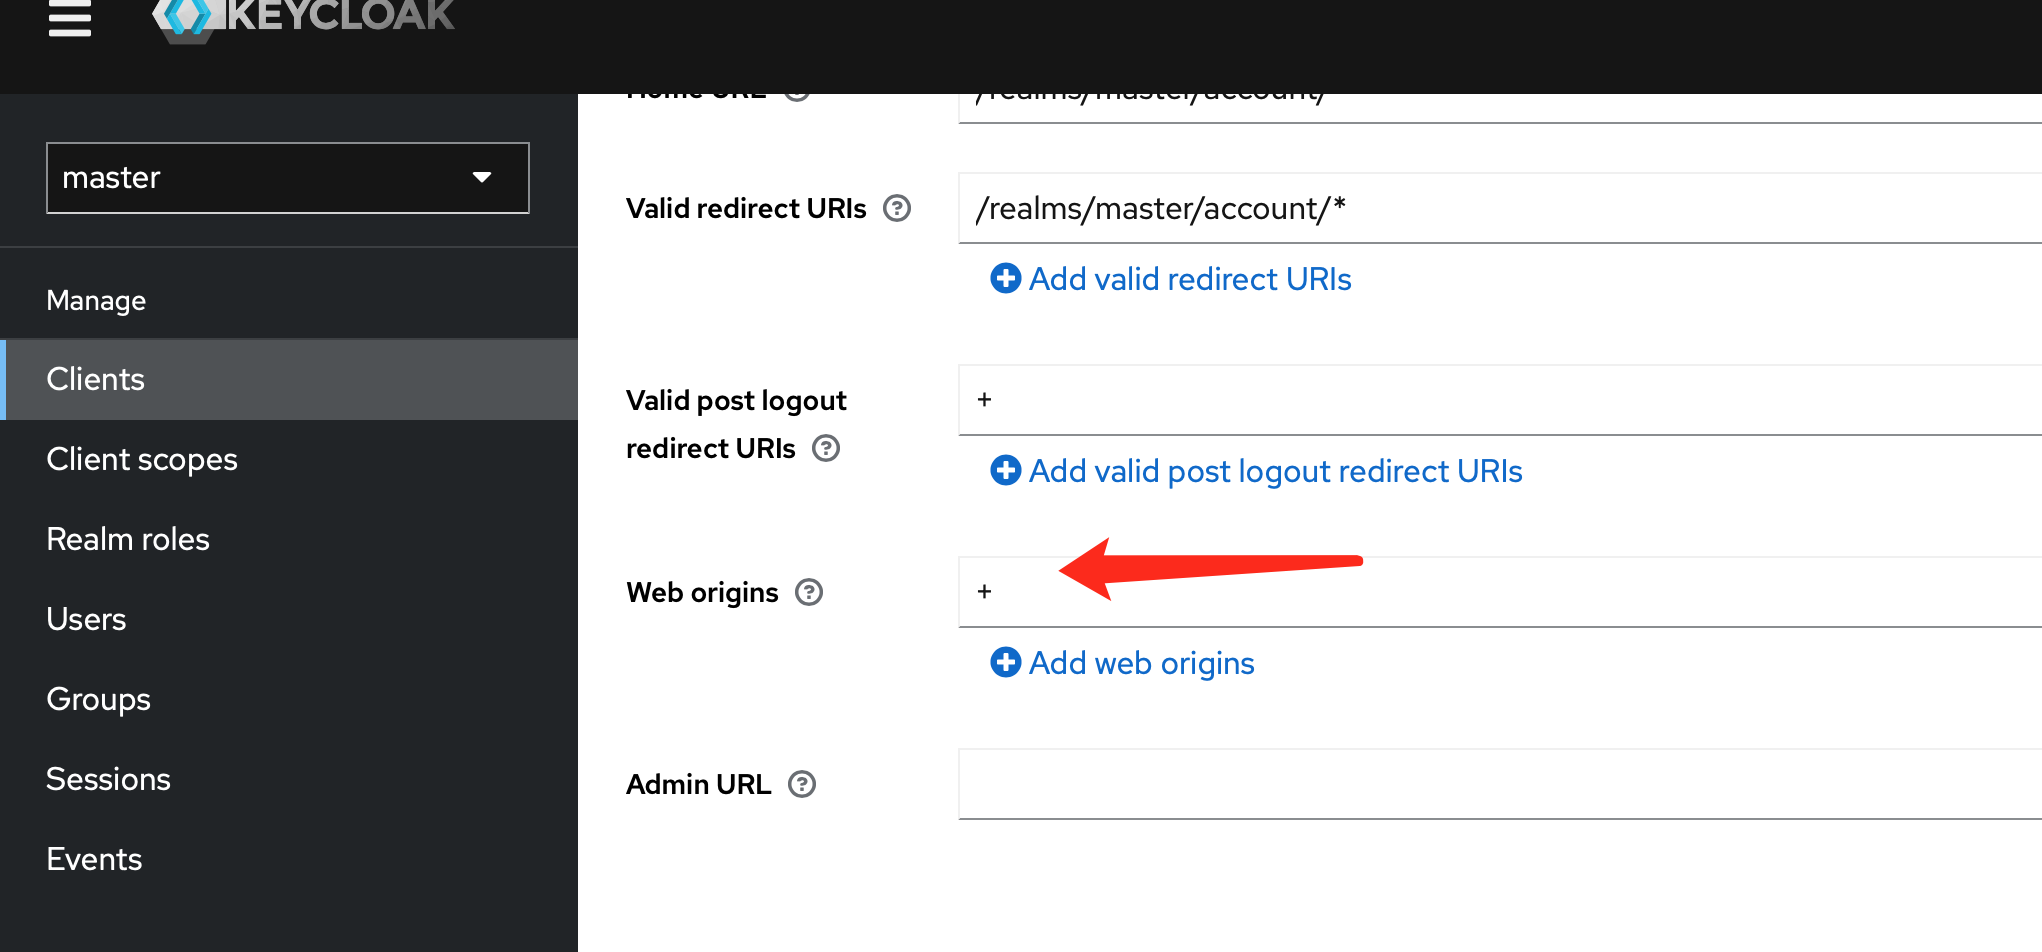 KEYCLOAK
master
Manage
Clients
Client scopes
Realm roles
Users
Groups
Sessions
Events
Home URL
/realms/master/account/
Valid redirect URIs
/realms/master/account/*
Add valid redirect URIs
Valid post logout
redirect URIs
+
Add valid post logout redirect URIs
Web origins
+
Add web origins
Admin URL